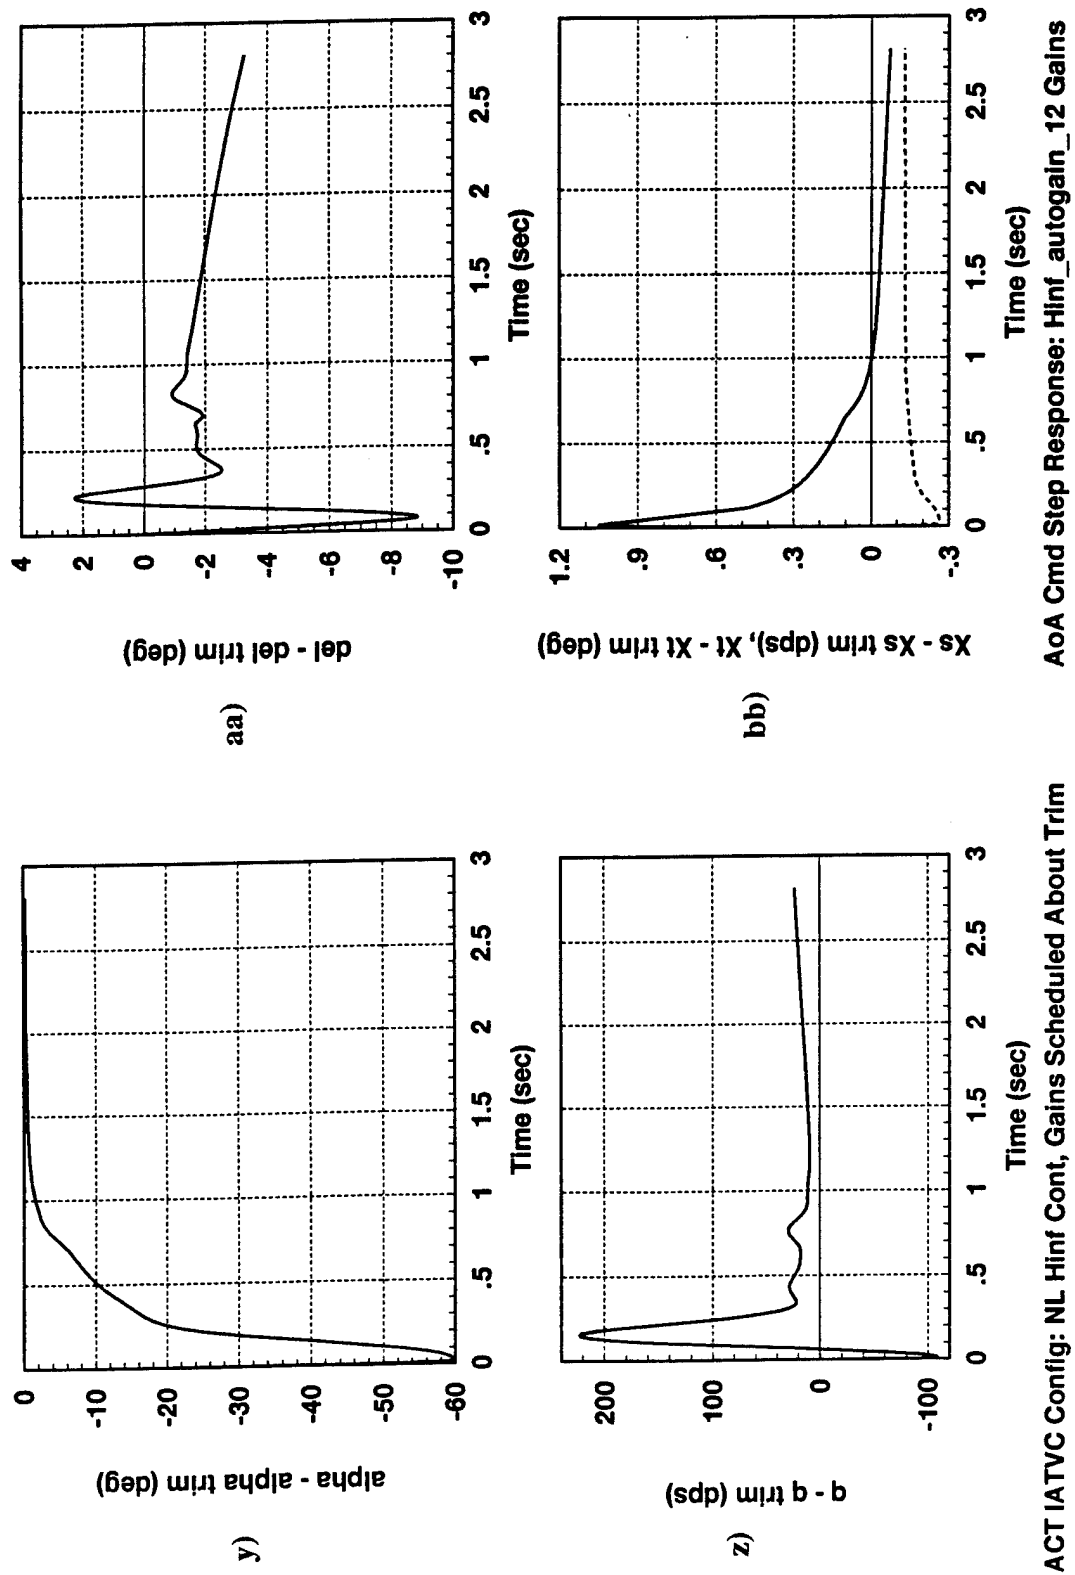 y)
alpha - alpha trim (deg)
0
-10
-20
-30
-40
-50
-60
0 .5 1 1.5 2 2.5 3
Time (sec)
aa)
del - del trim (deg)
4
2
0
-2
-4
-6
-8
-10
0 .5 1 1.5 2 2.5 3
Time (sec)
z)
q - q trim (dps)
200
100
0
-100
0 .5 1 1.5 2 2.5 3
Time (sec)
bb)
Xs - Xs trim (dps), Xt - Xt trim (deg)
1.2
.9
.6
.3
0
-.3
0 .5 1 1.5 2 2.5 3
Time (sec)
ACT IATVC Config: NL Hinf Cont, Gains Scheduled About Trim
AoA Cmd Step Response: Hinf_autogain_12 Gains